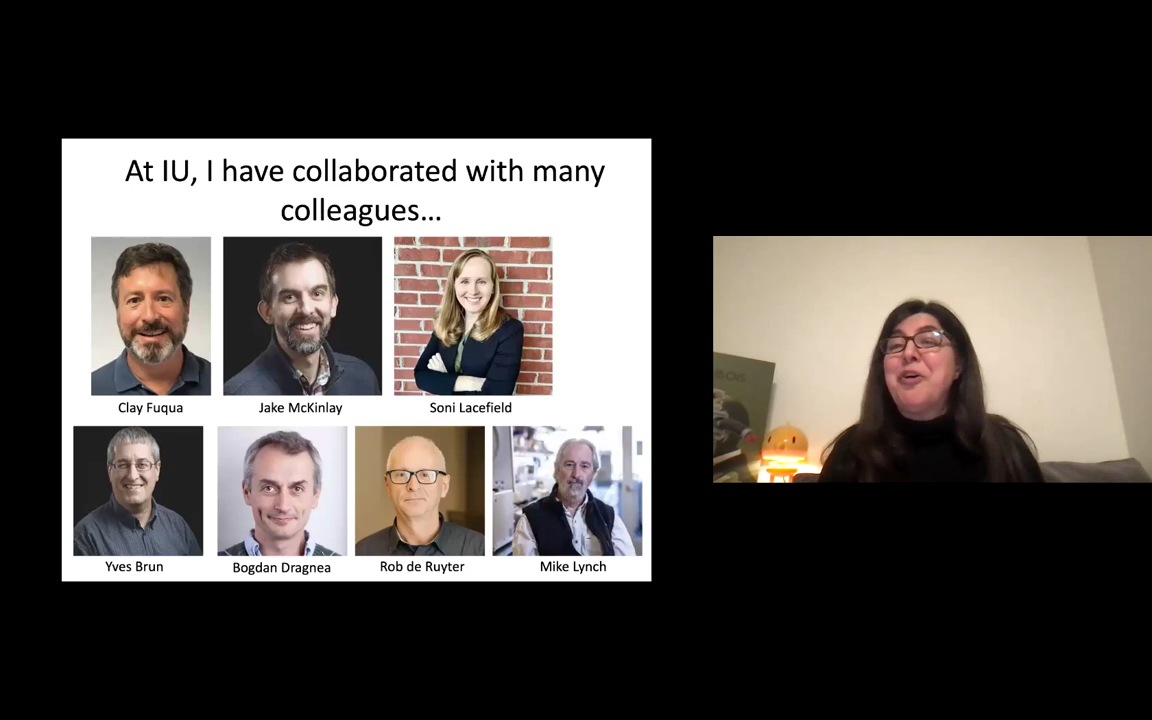 At IU, I have collaborated with many
colleagues…
Clay Fuqua
Jake McKinlay
Soni Lacefield
Yves Brun
Bogdan Dragnea
Rob de Ruyter
Mike Lynch